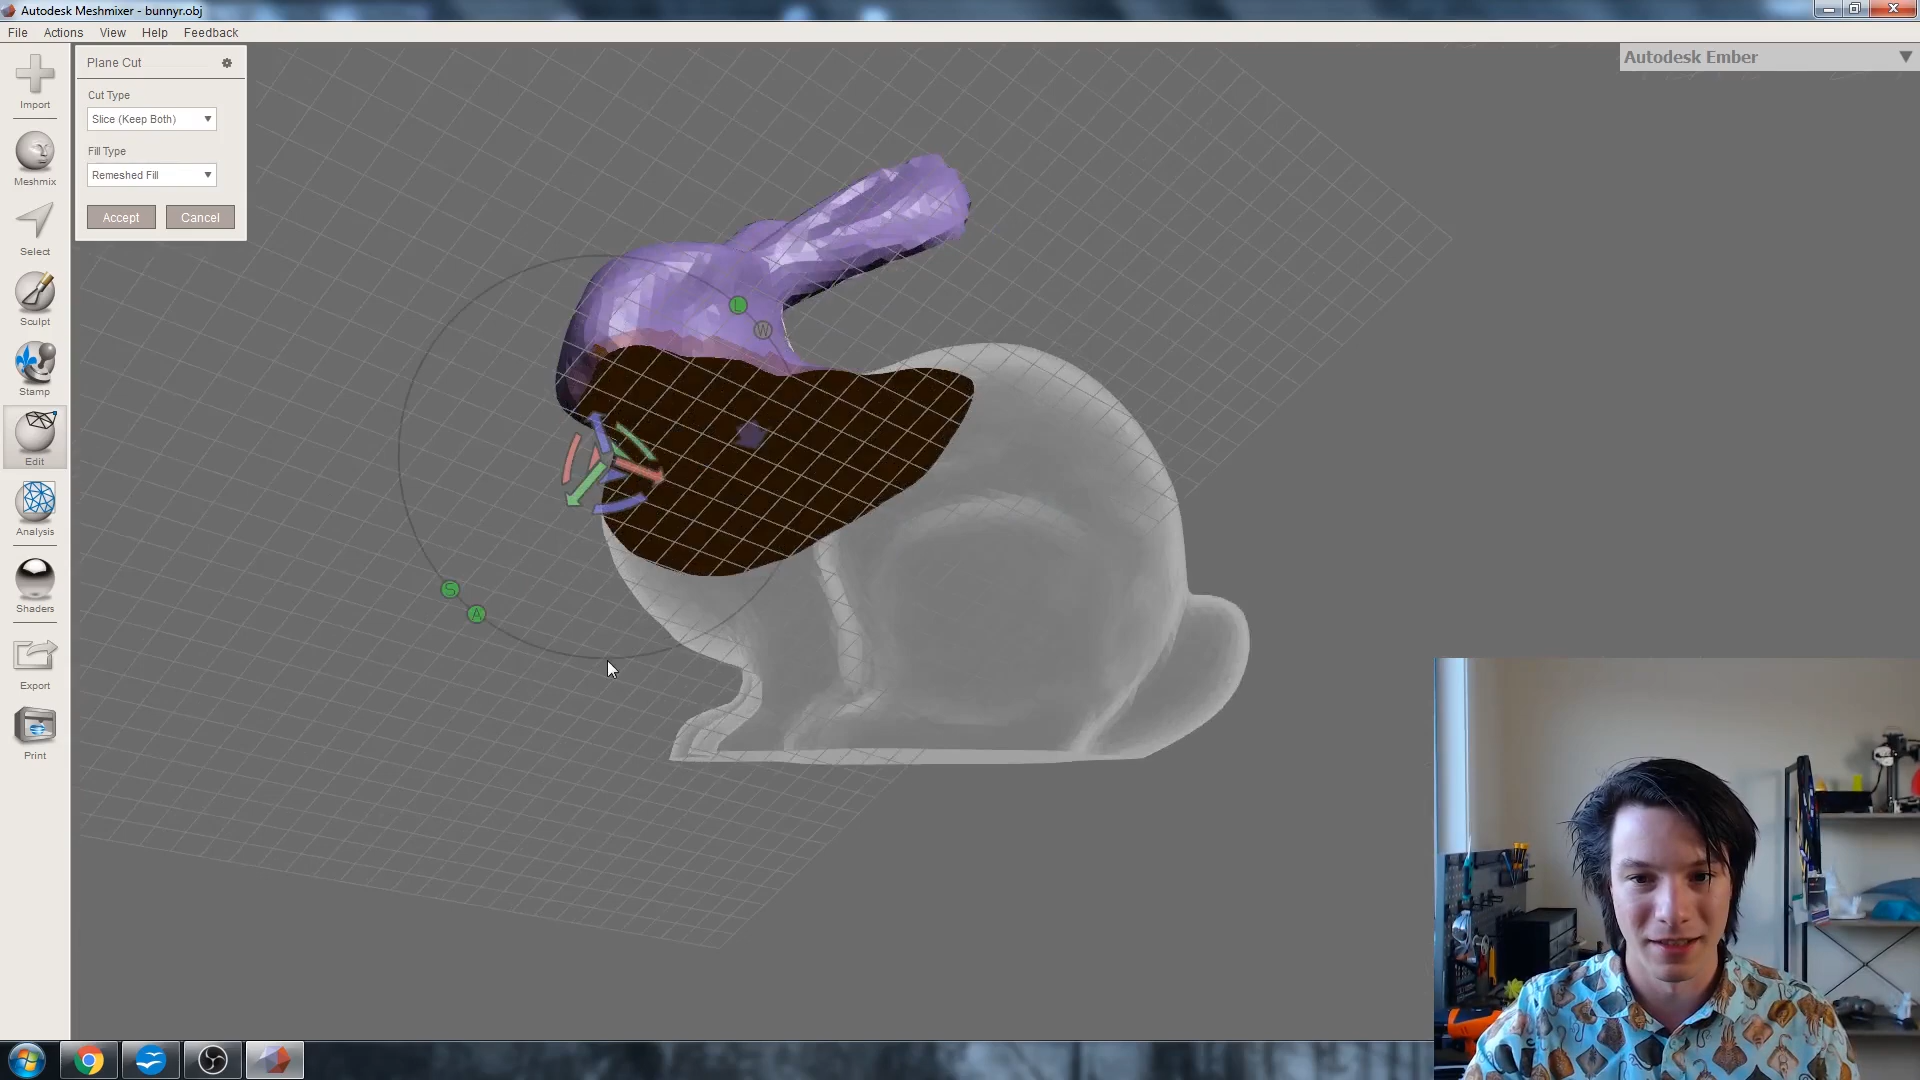 Autodesk Meshmixer - bunnyr.obj
File Actions View Help Feedback
Plane Cut
Cut Type
Slice (Keep Both)
Fill Type
Remeshed Fill
Accept Cancel
Autodesk Ember
Import
Meshmix
Select
Sculpt
Stamp
Edit
Analysis
Shaders
Export
Print
L
W
S
A